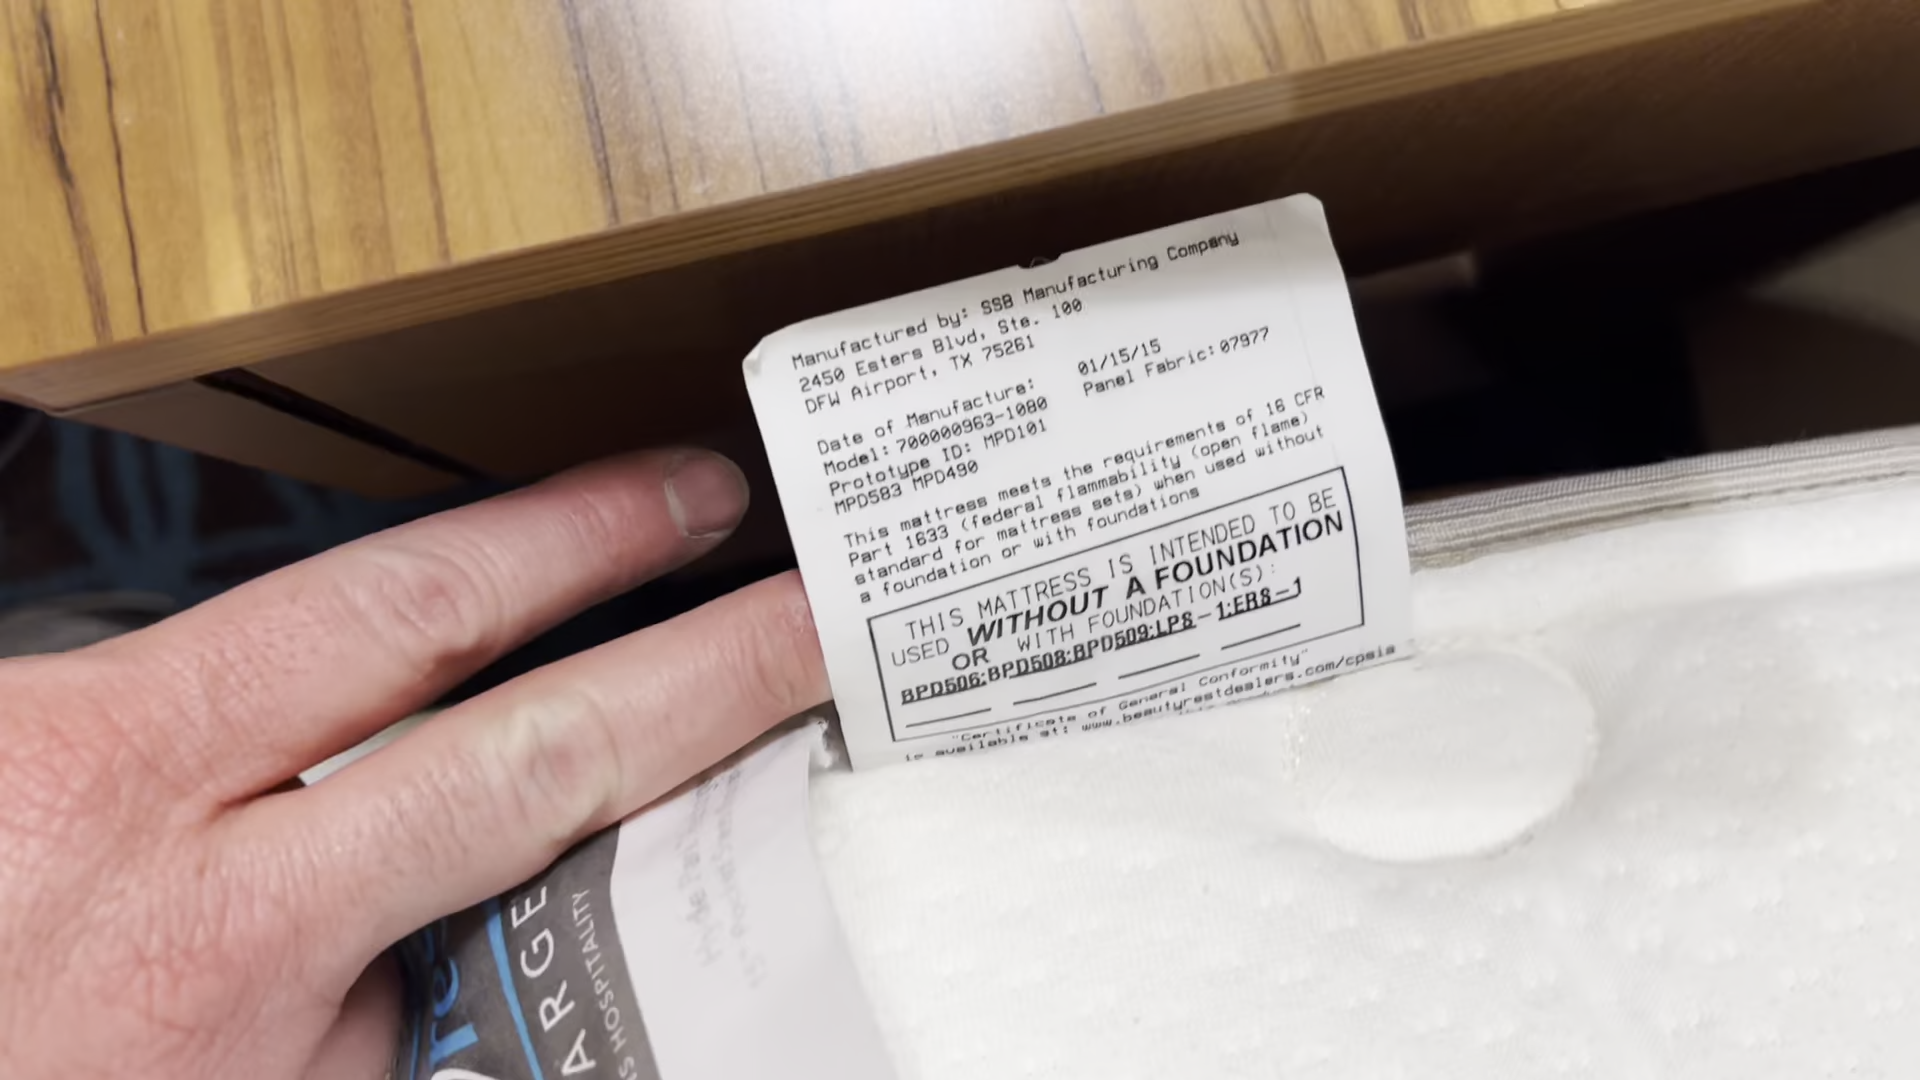 Manufactured by: SSB Manufacturing Company
2450 Esters Blvd, Ste. 100
DFW Airport, TX 75261
Date of Manufacture: 01/15/15
Model: 700000963-1080 Panel Fabric: 07977
Prototype ID: MPD101
MPD583 MPD490
This mattress meets the requirements of 16 CFR
Part 1633 (federal flammability (open flame)
standard for mattress sets) when used without
a foundation or with foundations
THIS MATTRESS IS INTENDED TO BE
USED WITHOUT A FOUNDATION
OR WITH FOUNDATION(S):
BPD506;BPD508;BPD509;LPS-1;ERS-1
"Certificate of General Conformity"
is available at: www.beautyrestdealers.com/cpsia
ARGE
HOSPITALITY